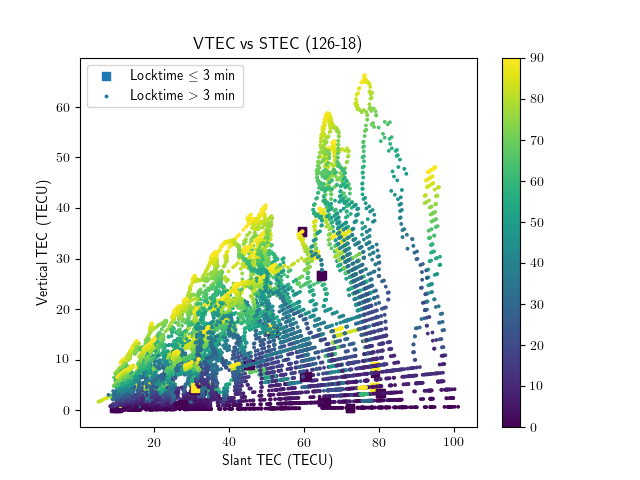 VTEC vs STEC (126-18)
Locktime ≤ 3 min
Locktime > 3 min
Vertical TEC (TECU)
60
50
40
30
20
10
0
20 40 60 80 100
Slant TEC (TECU)
90
80
70
60
50
40
30
20
10
0